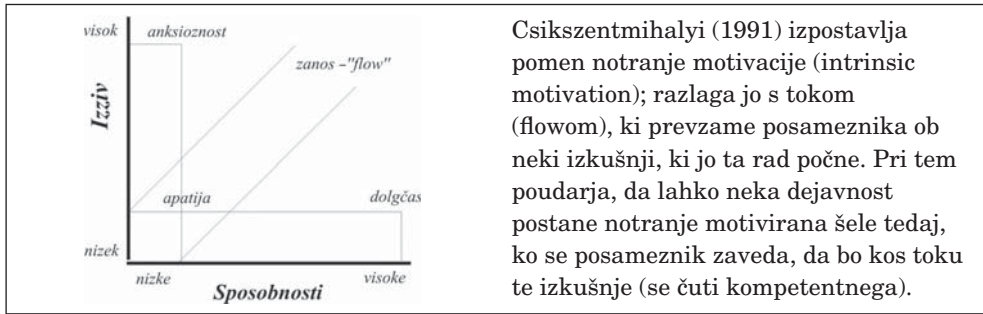 visok
anksioznost
zanos –"flow"
Izziv
apatija
dolgčas
nizek
nizke
visoke
Sposobnosti
Csikszentmihalyi (1991) izpostavlja
pomen notranje motivacije (intrinsic
motivation); razlaga jo s tokom
(flowom), ki prevzame posameznika ob
neki izkušnji, ki jo ta rad počne. Pri tem
poudarja, da lahko neka dejavnost
postane notranje motivirana šele tedaj,
ko se posameznik zaveda, da bo kos toku
te izkušnje (se čuti kompetentnega).